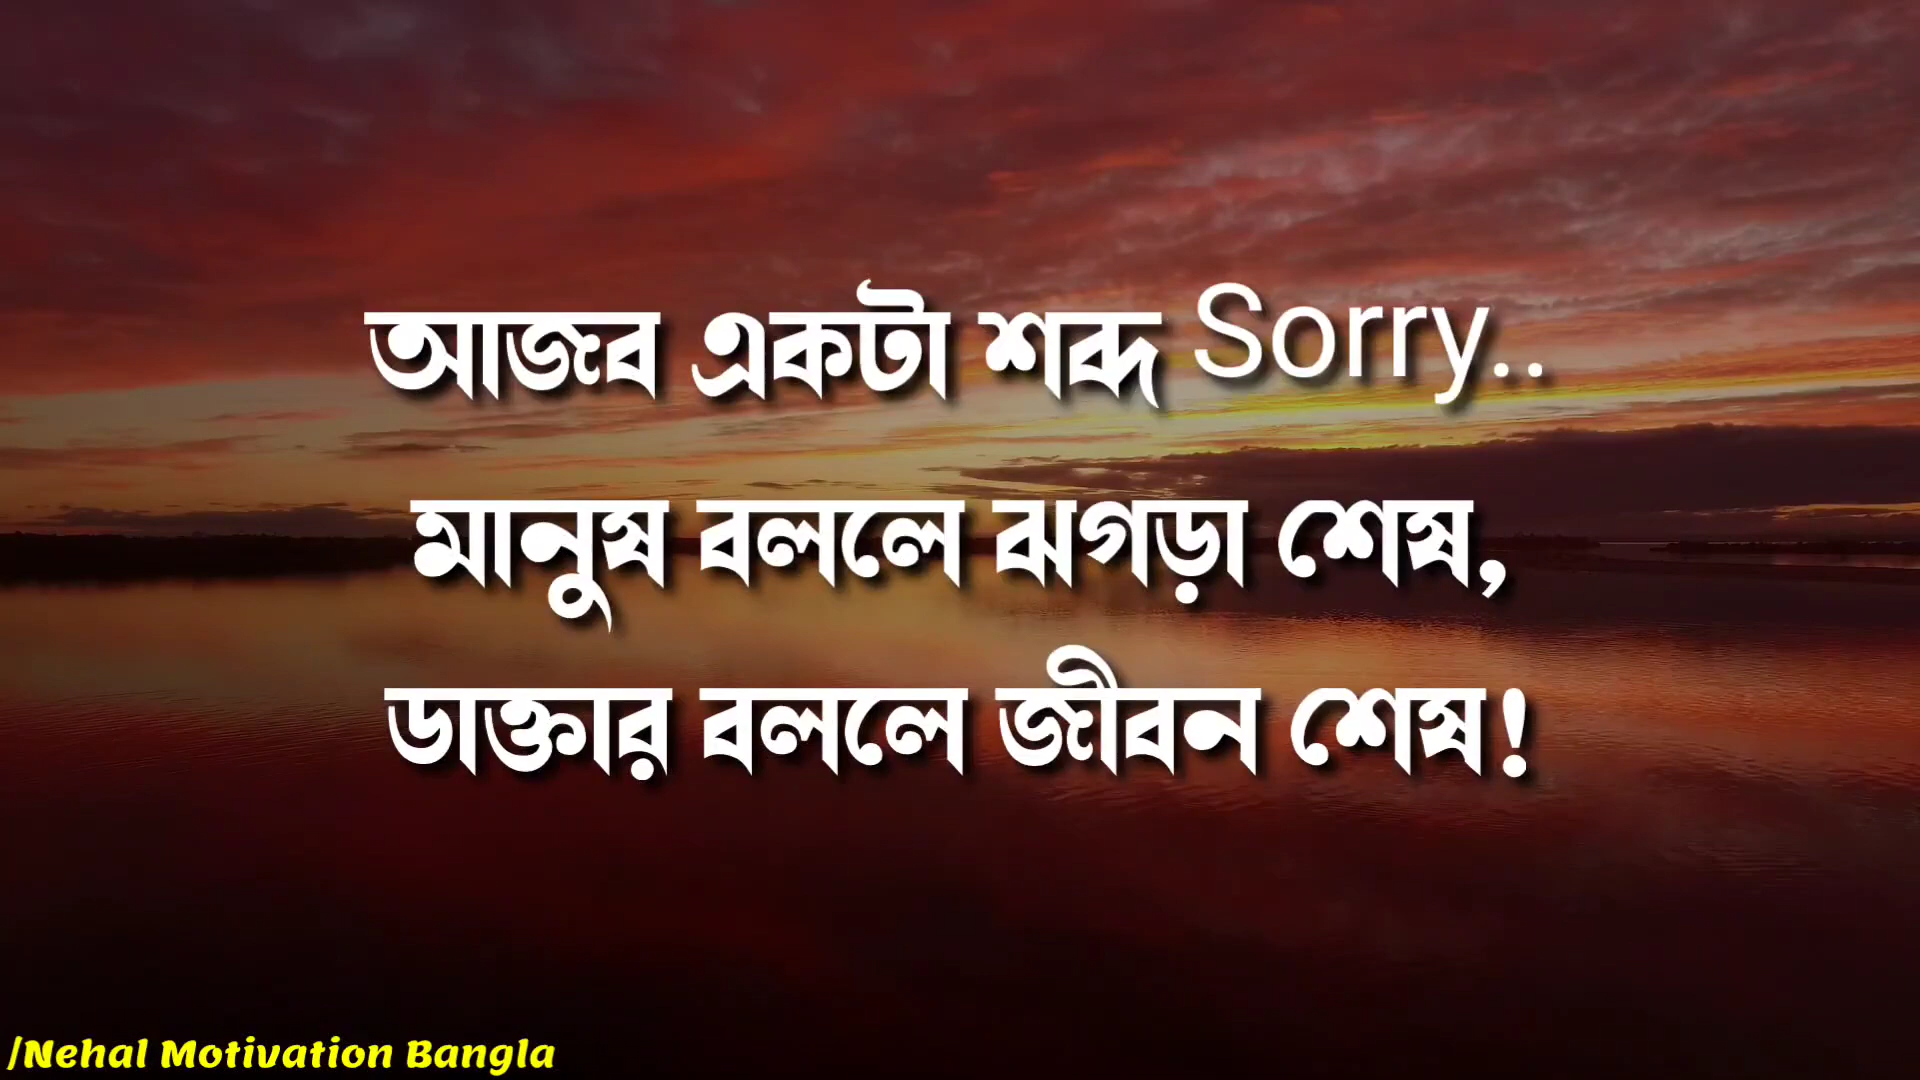 আজব একটা শব্দ Sorry..
মানুষ বললে ঝগড়া শেষ,
ডাক্তার বললে জীবন শেষ!
/Nehal Motivation Bangla